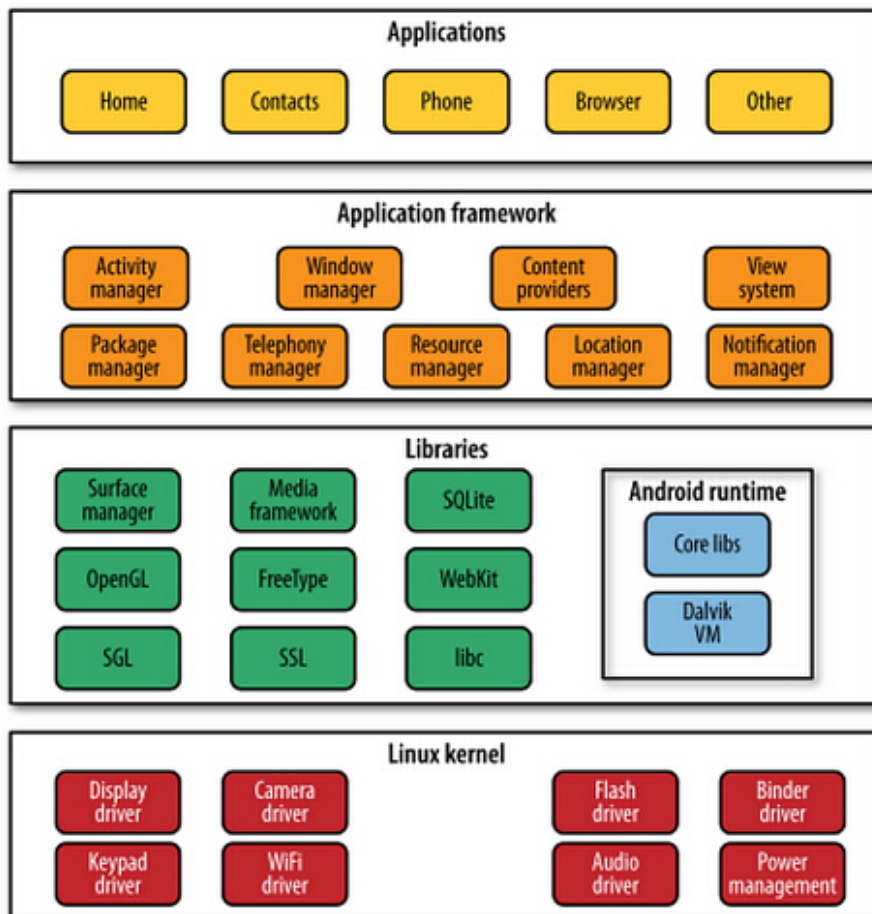 Applications
Home
Contacts
Phone
Browser
Other
Application framework
Activity
manager
Window
manager
Content
providers
View
system
Package
manager
Telephony
manager
Resource
manager
Location
manager
Notification
manager
Libraries
Surface
manager
Media
framework
SQLite
OpenGL
FreeType
WebKit
SGL
SSL
libc
Android runtime
Core libs
Dalvik
VM
Linux kernel
Display
driver
Camera
driver
Flash
driver
Binder
driver
Keypad
driver
WiFi
driver
Audio
driver
Power
management